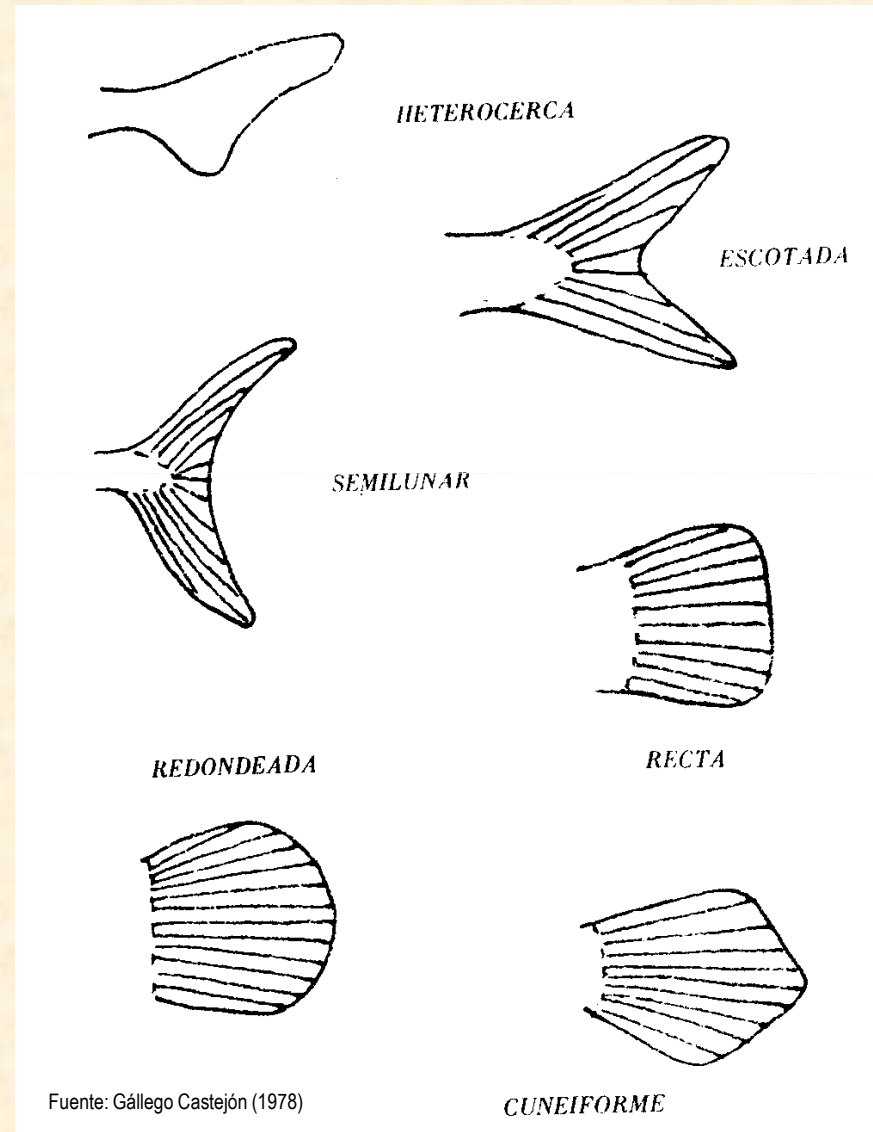 HETEROCERCA
ESCOTADA
SEMILUNAR
REDONDEADA
RECTA
Fuente: Gállego Castejón (1978)
CUNEIFORME